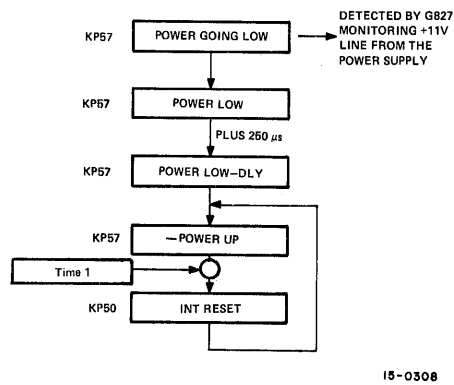 KP57
POWER GOING LOW
DETECTED BY G827
MONITORING +11V
LINE FROM THE
POWER SUPPLY
KP57
POWER LOW
PLUS 250 μs
KP57
POWER LOW–DLY
KP57
–POWER UP
Time 1
KP50
INT RESET
15-0308